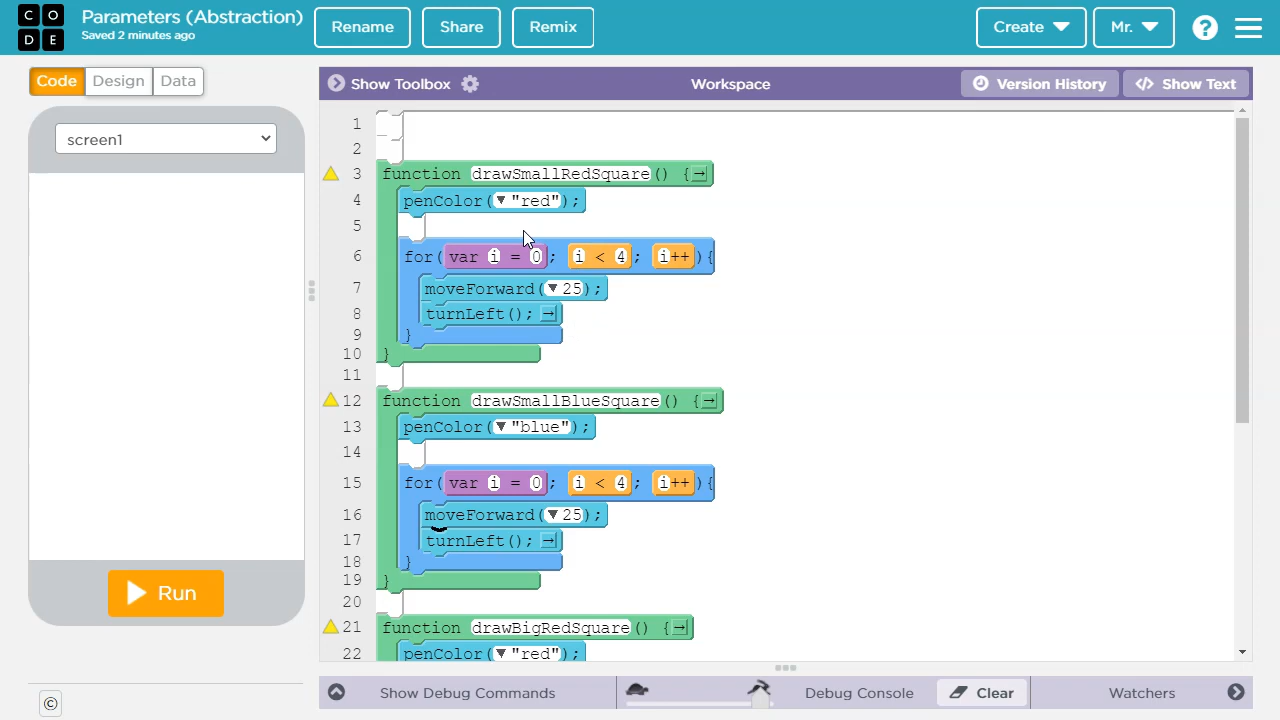 CODE
Parameters (Abstraction)
Saved 2 minutes ago
Rename
Share
Remix
Create
Mr.
?
Code
Design
Data
Show Toolbox
Workspace
Version History
</> Show Text
screen1
1
2
3 function drawSmallRedSquare() {→
4 penColor(▼"red");
5
6 for(var i = 0; i < 4; i++){
7 moveForward(▼25);
8 turnLeft();→
9 }
10 }
11
12 function drawSmallBlueSquare() {→
13 penColor(▼"blue");
14
15 for(var i = 0; i < 4; i++){
16 moveForward(▼25);
17 turnLeft();→
18 }
19 }
20
21 function drawBigRedSquare() {→
22 penColor(▼"red");
Run
©
Show Debug Commands
Debug Console
Clear
Watchers